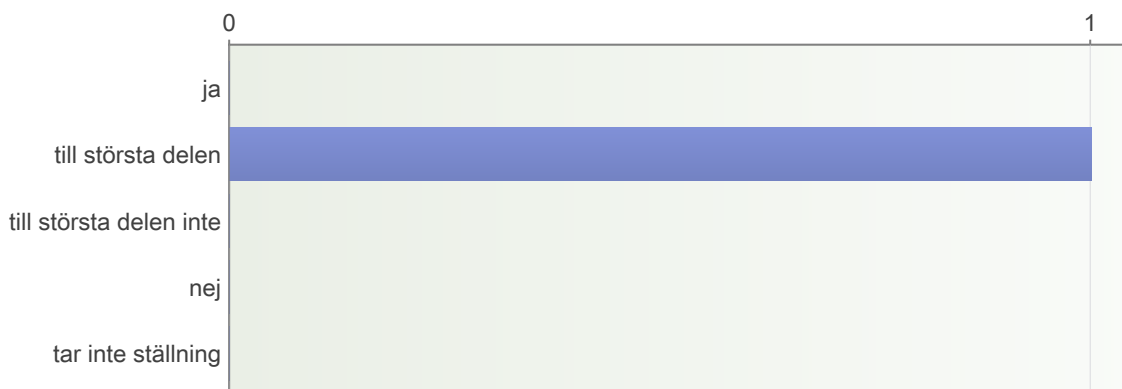 0 1
ja
till största delen
till största delen inte
nej
tar inte ställning